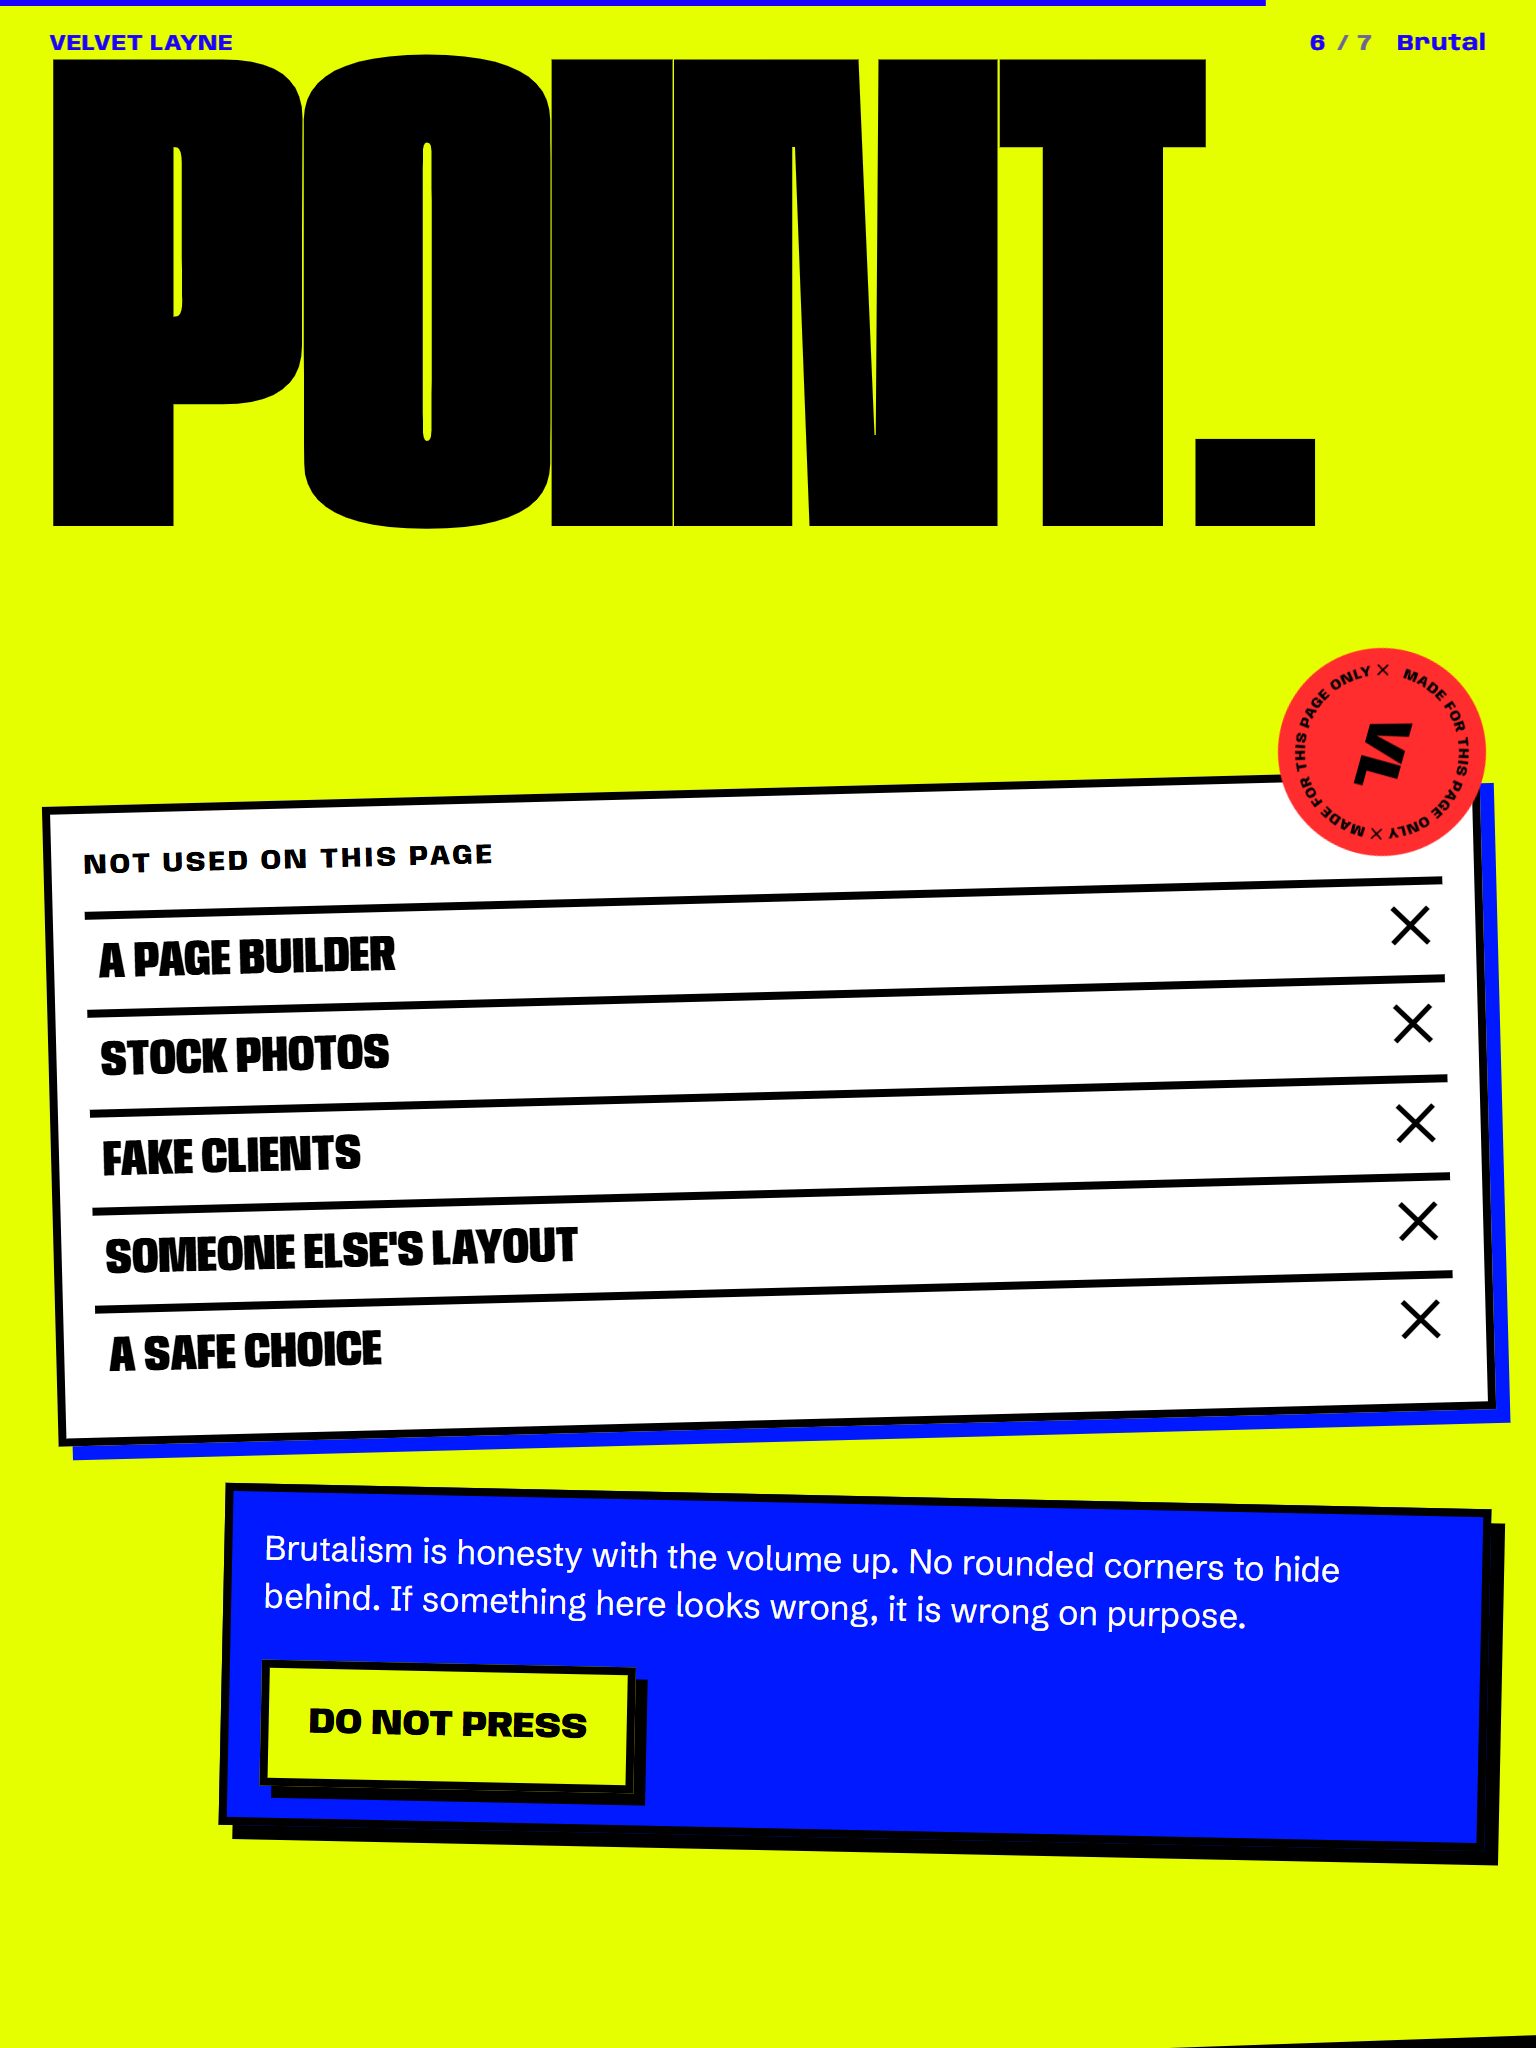 VELVET LAYNE
6 / 7 Brutal
POINT.
MADE FOR THIS PAGE ONLY × MADE FOR THIS PAGE ONLY ×
VL
NOT USED ON THIS PAGE
A PAGE BUILDER ×
STOCK PHOTOS ×
FAKE CLIENTS ×
SOMEONE ELSE'S LAYOUT ×
A SAFE CHOICE ×
Brutalism is honesty with the volume up. No rounded corners to hide
behind. If something here looks wrong, it is wrong on purpose.
DO NOT PRESS